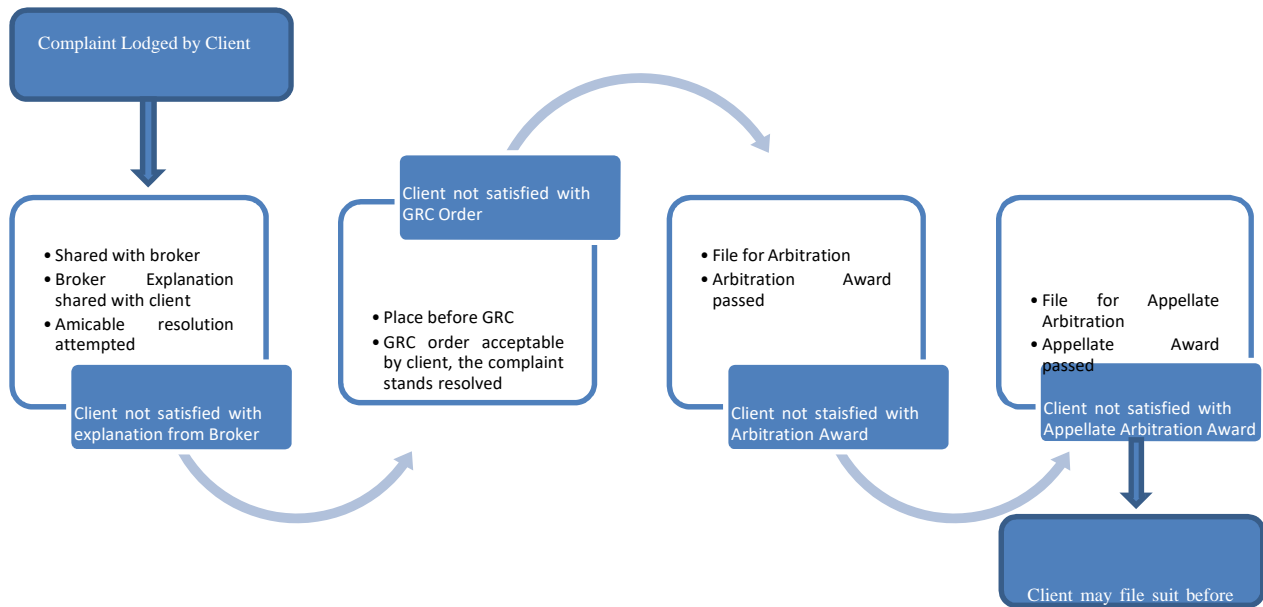 Complaint Lodged by Client
• Shared with broker
• Broker Explanation
shared with client
• Amicable resolution
attempted
Client not satisfied with
explanation from Broker
Client not satisfied with
GRC Order
• Place before GRC
• GRC order acceptable
by client, the complaint
stands resolved
• File for Arbitration
• Arbitration Award
passed
Client not staisfied with
Arbitration Award
• File for Appellate
Arbitration
• Appellate Award
passed
Client not satisfied with
Appellate Arbitration Award
Client may file suit before